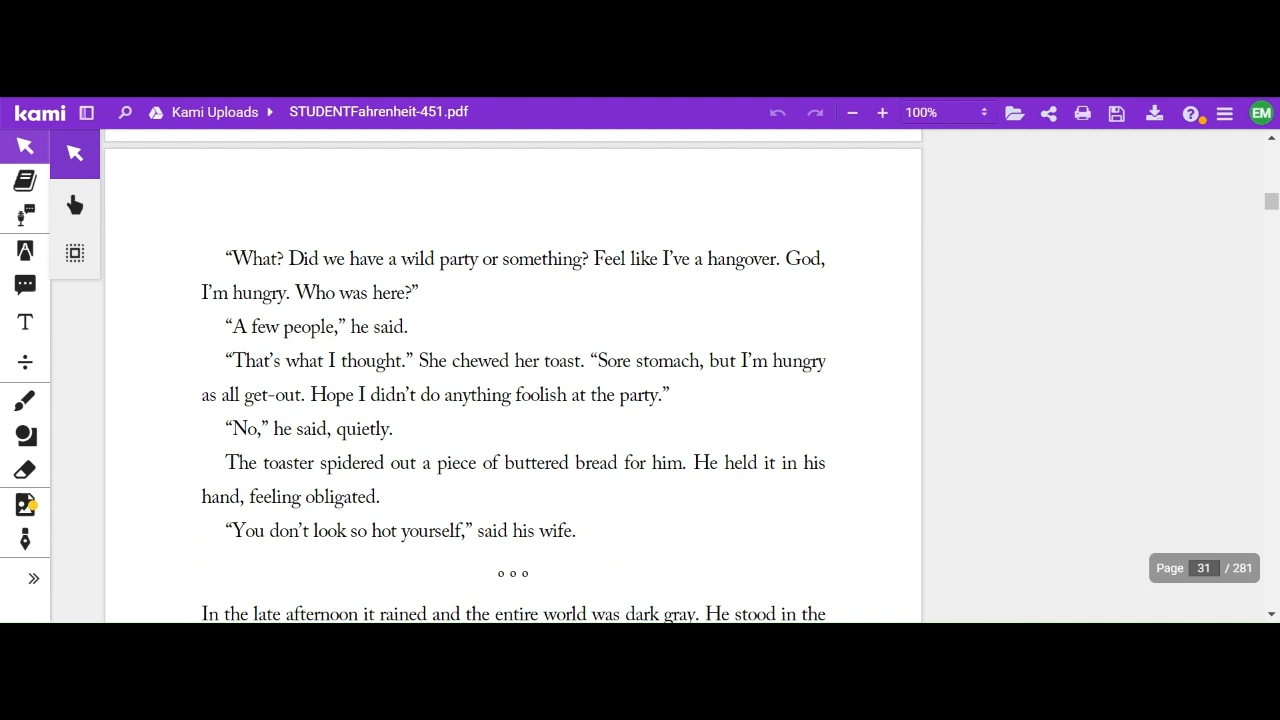 kami Kami Uploads STUDENTFahrenheit-451.pdf 100% EM
“What? Did we have a wild party or something? Feel like I’ve a hangover. God,
I’m hungry. Who was here?”
“A few people,” he said.
“That’s what I thought.” She chewed her toast. “Sore stomach, but I’m hungry
as all get-out. Hope I didn’t do anything foolish at the party.”
“No,” he said, quietly.
The toaster spidered out a piece of buttered bread for him. He held it in his
hand, feeling obligated.
“You don’t look so hot yourself,” said his wife.
o o o
Page 31 / 281
In the late afternoon it rained and the entire world was dark gray. He stood in the